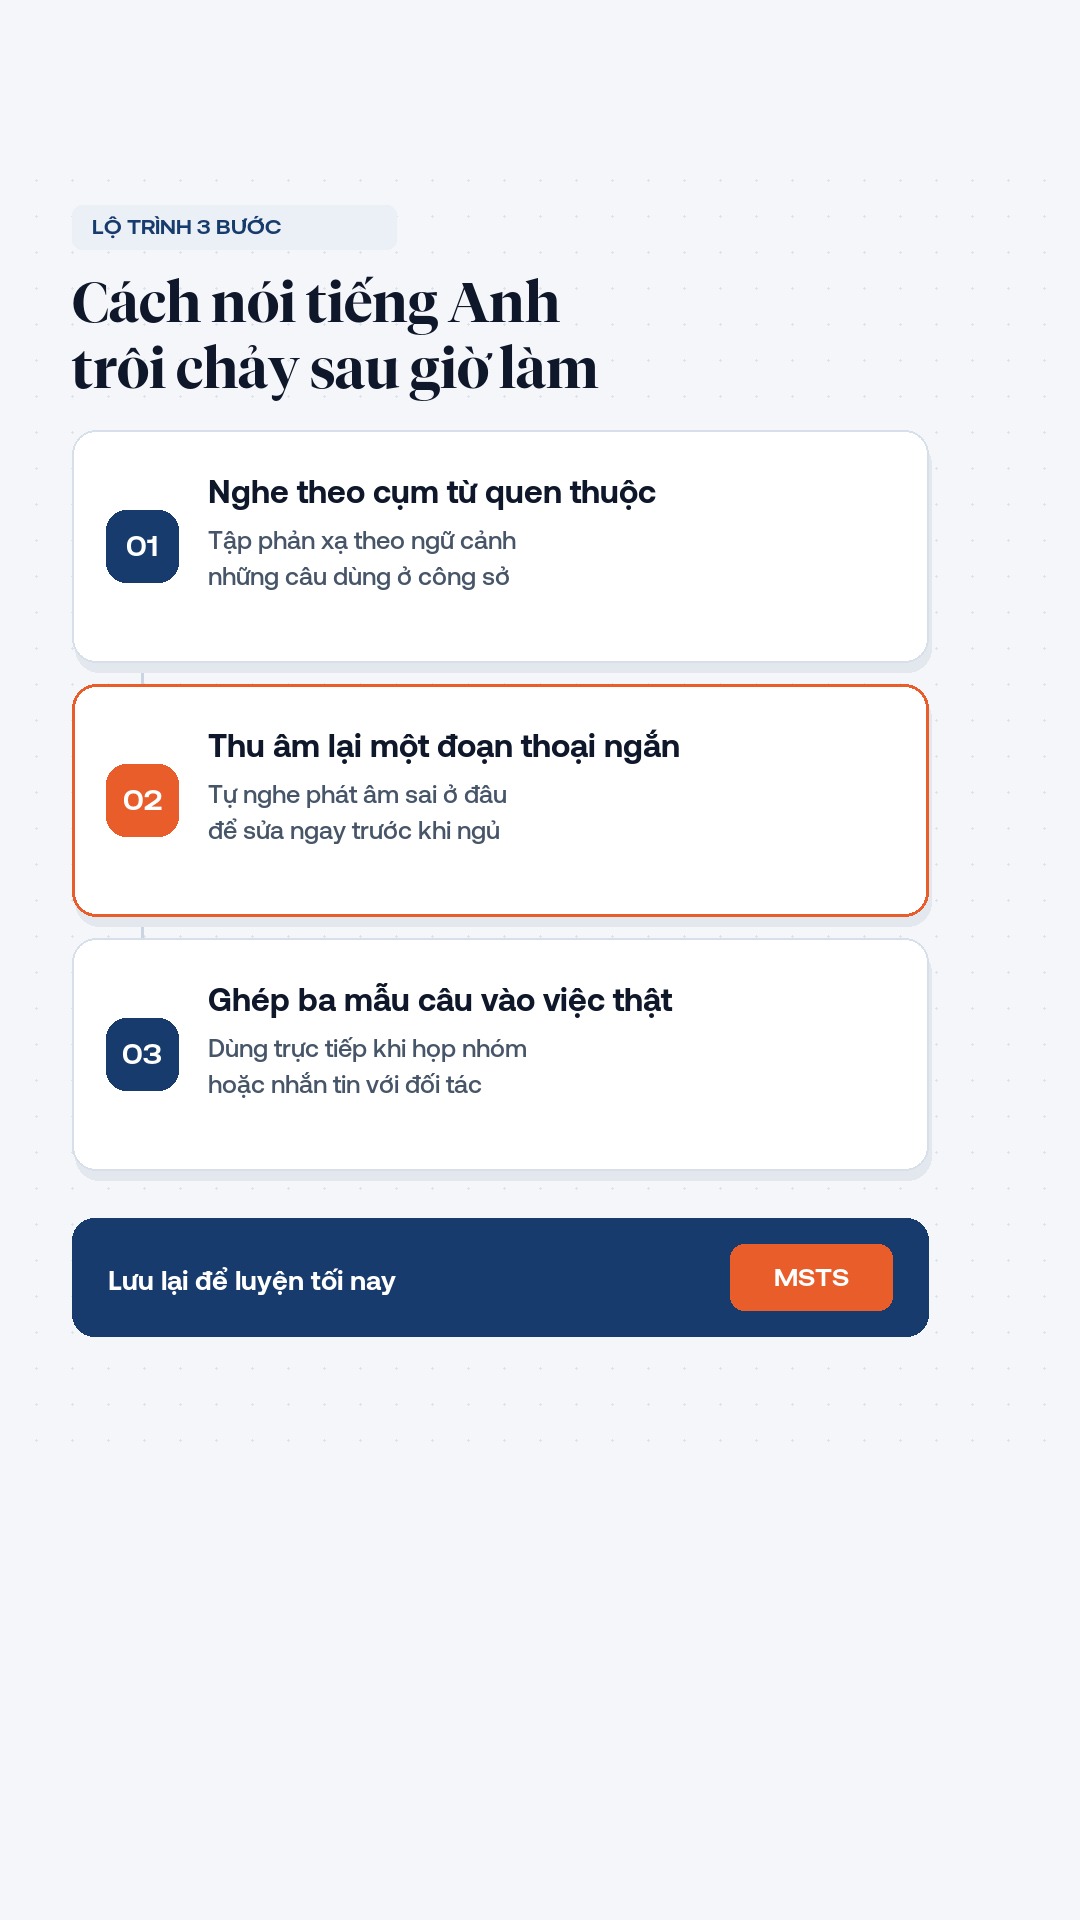 LỘ TRÌNH 3 BƯỚC
Cách nói tiếng Anh
trôi chảy sau giờ làm
01
Nghe theo cụm từ quen thuộc
Tập phản xạ theo ngữ cảnh
những câu dùng ở công sở
02
Thu âm lại một đoạn thoại ngắn
Tự nghe phát âm sai ở đâu
để sửa ngay trước khi ngủ
03
Ghép ba mẫu câu vào việc thật
Dùng trực tiếp khi họp nhóm
hoặc nhắn tin với đối tác
Lưu lại để luyện tối nay
MSTS